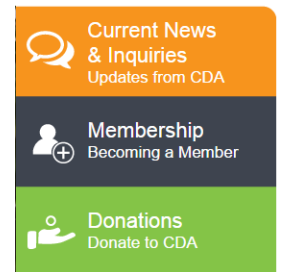 Current News
& Inquiries
Updates from CDA
Membership
Becoming a Member
Donations
Donate to CDA